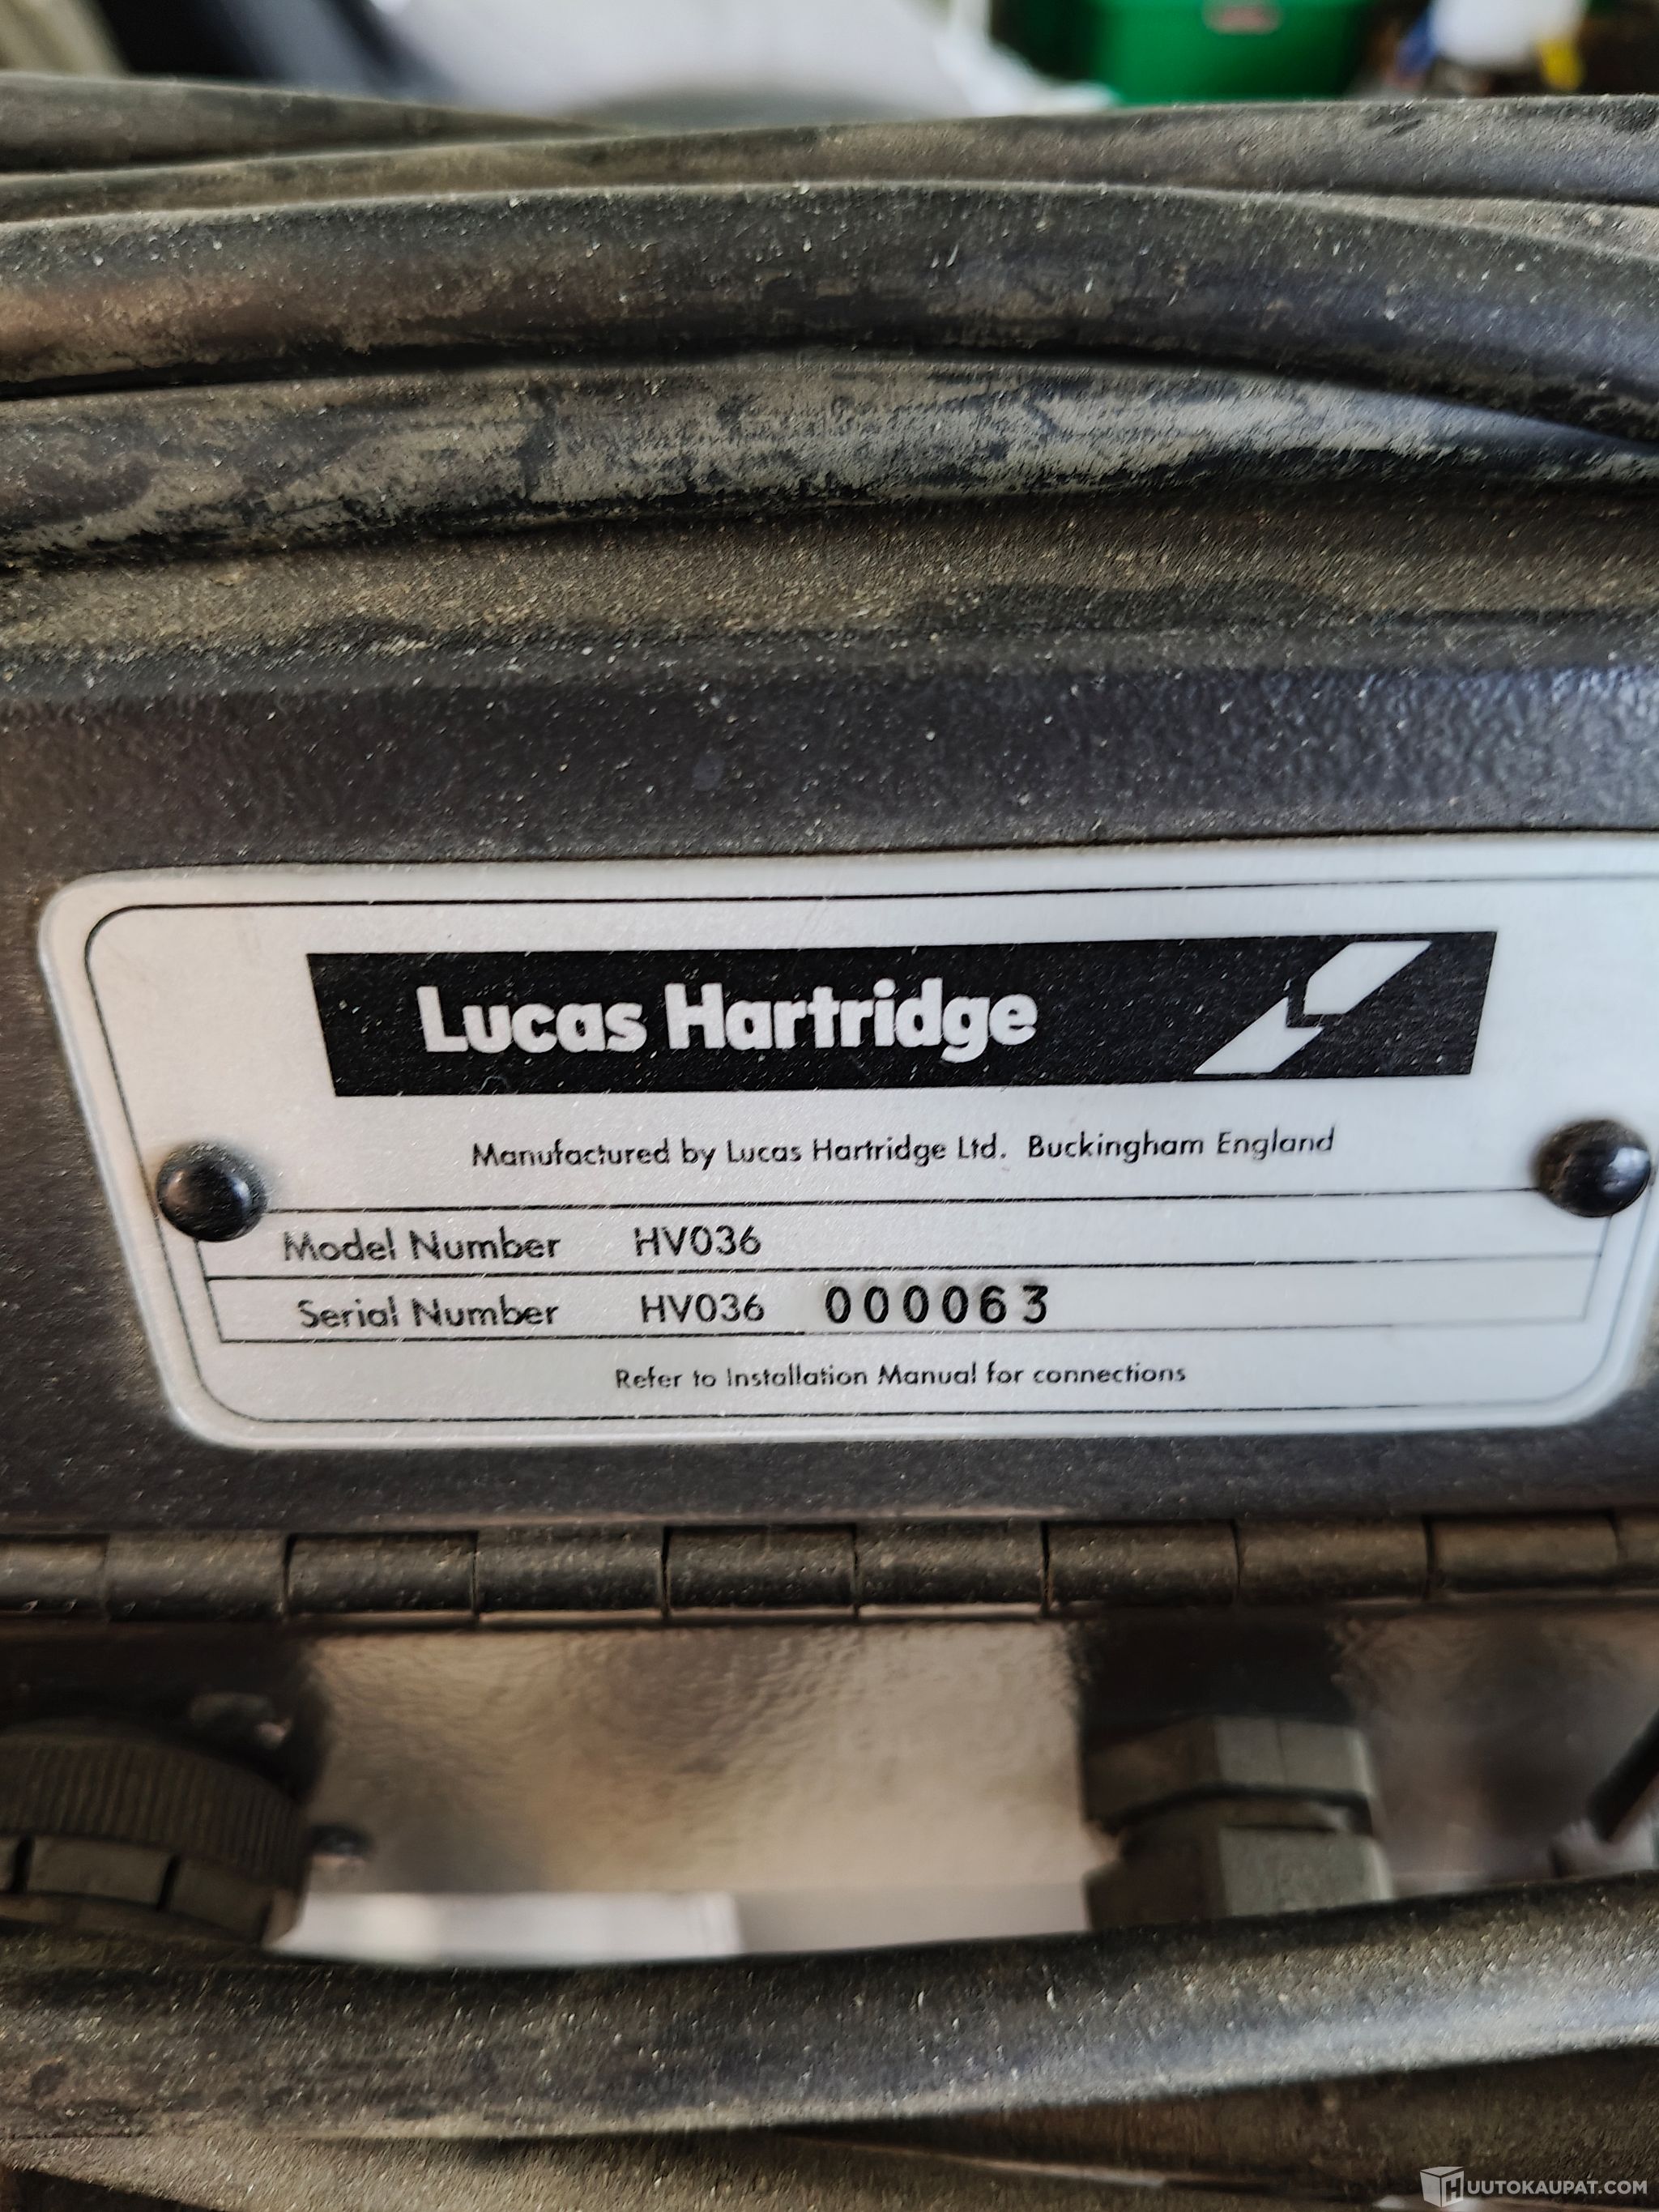 Lucas Hartridge
Manufactured by Lucas Hartridge Ltd. Buckingham England
Model Number HV036
Serial Number HV036 000063
Refer to Installation Manual for connections
HUUTOKAUPAT.COM